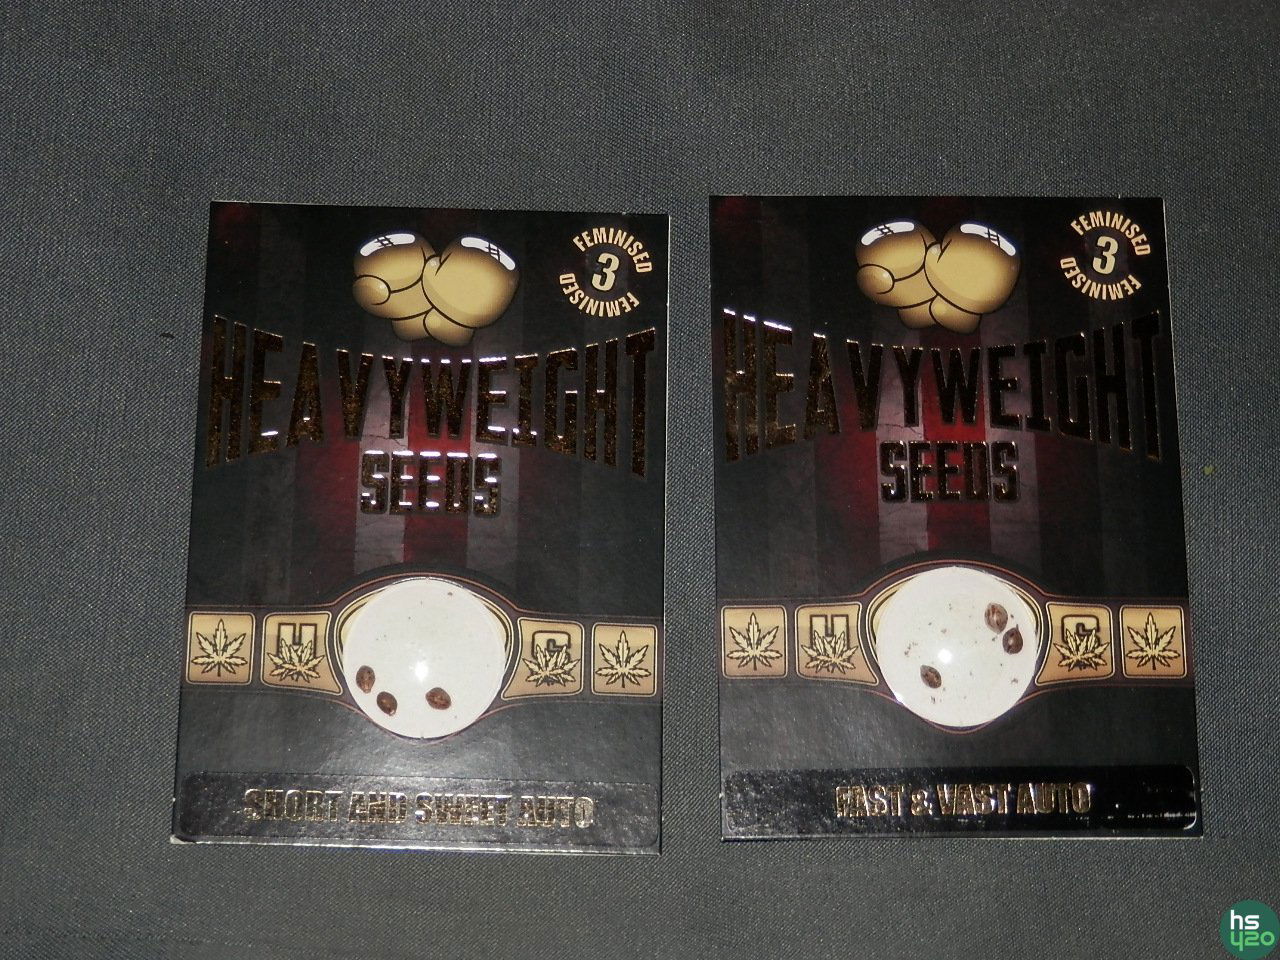 FEMINISED
3
FEMINISED
HEAVYWEIGHT
SEEDS
H
G
SHORT AND SWEET AUTO
FEMINISED
3
FEMINISED
HEAVYWEIGHT
SEEDS
H
G
FAST & VAST AUTO
hs
420